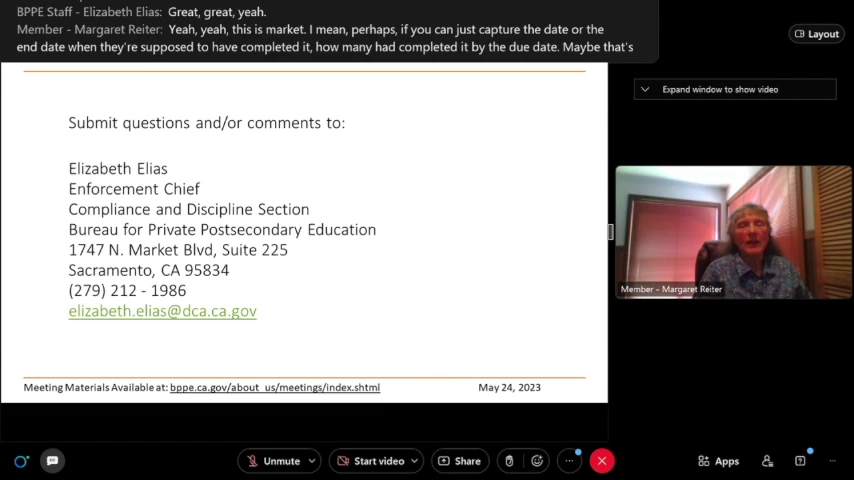 BPPE Staff - Elizabeth Elias: Great, great, yeah.
Member - Margaret Reiter: Yeah, yeah, this is market. I mean, perhaps, if you can just capture the date or the
end date when they're supposed to have completed it, how many had completed it by the due date. Maybe that's
Layout
Expand window to show video
Submit questions and/or comments to:
Elizabeth Elias
Enforcement Chief
Compliance and Discipline Section
Bureau for Private Postsecondary Education
1747 N. Market Blvd, Suite 225
Sacramento, CA 95834
(279) 212 - 1986
elizabeth.elias@dca.ca.gov
Member - Margaret Reiter
Meeting Materials Available at: bppe.ca.gov/about_us/meetings/index.shtml May 24, 2023
Unmute Start video Share Apps